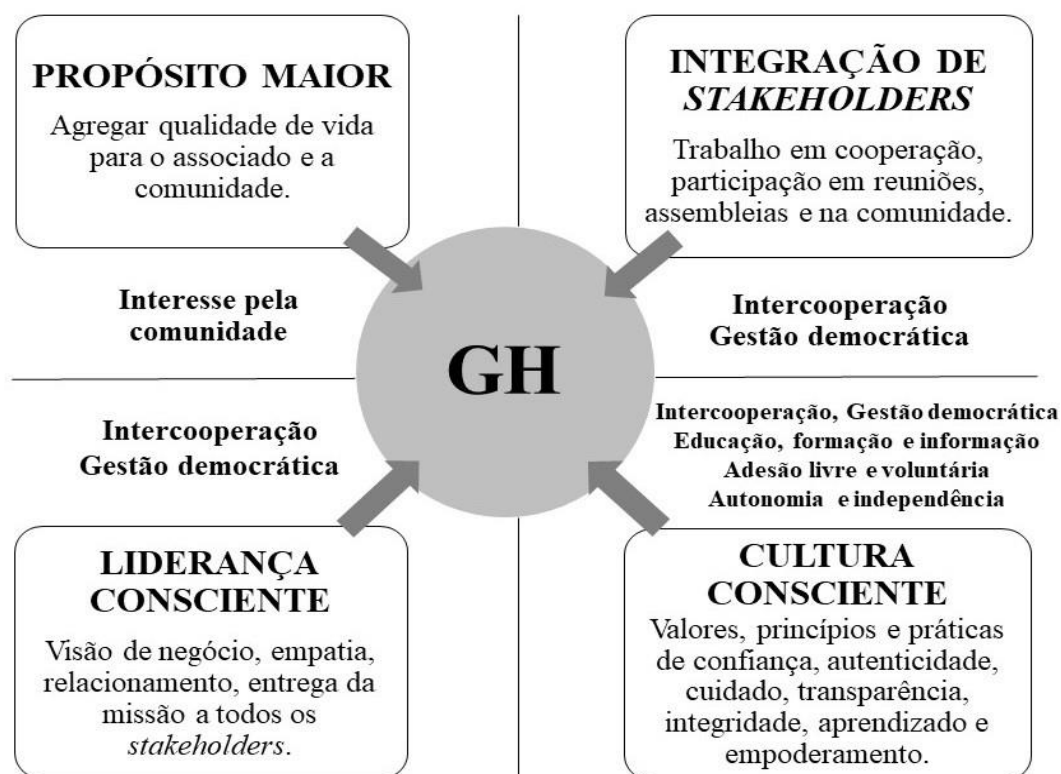 PROPÓSITO MAIOR
Agregar qualidade de vida
para o associado e a
comunidade.
INTEGRAÇÃO DE
STAKEHOLDERS
Trabalho em cooperação,
participação em reuniões,
assembleias e na comunidade.
Interesse pela
comunidade
Intercooperação
Gestão democrática
GH
Intercooperação
Gestão democrática
Intercooperação, Gestão democrática
Educação, formação e informação
Adesão livre e voluntária
Autonomia e independência
LIDERANÇA
CONSCIENTE
Visão de negócio, empatia,
relacionamento, entrega da
missão a todos os
stakeholders.
CULTURA
CONSCIENTE
Valores, princípios e práticas
de confiança, autenticidade,
cuidado, transparência,
integridade, aprendizado e
empoderamento.